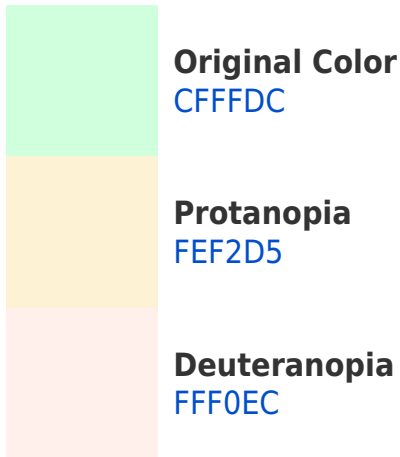 Original Color
CFFFDC
Protanopia
FEF2D5
Deuteranopia
FFF0EC